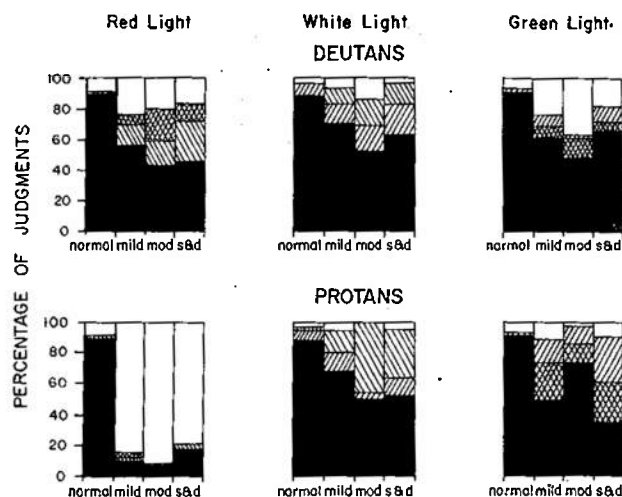 Red Light White Light Green Light.
DEUTANS
100
80
60
40
20
0
normal mild mod s&d normal mild mod s&d normal mild mod s&d
PERCENTAGE OF JUDGMENTS
PROTANS
100
80
60
40
20
0
normal mild mod s&d normal mild mod s&d normal mild mod s&d